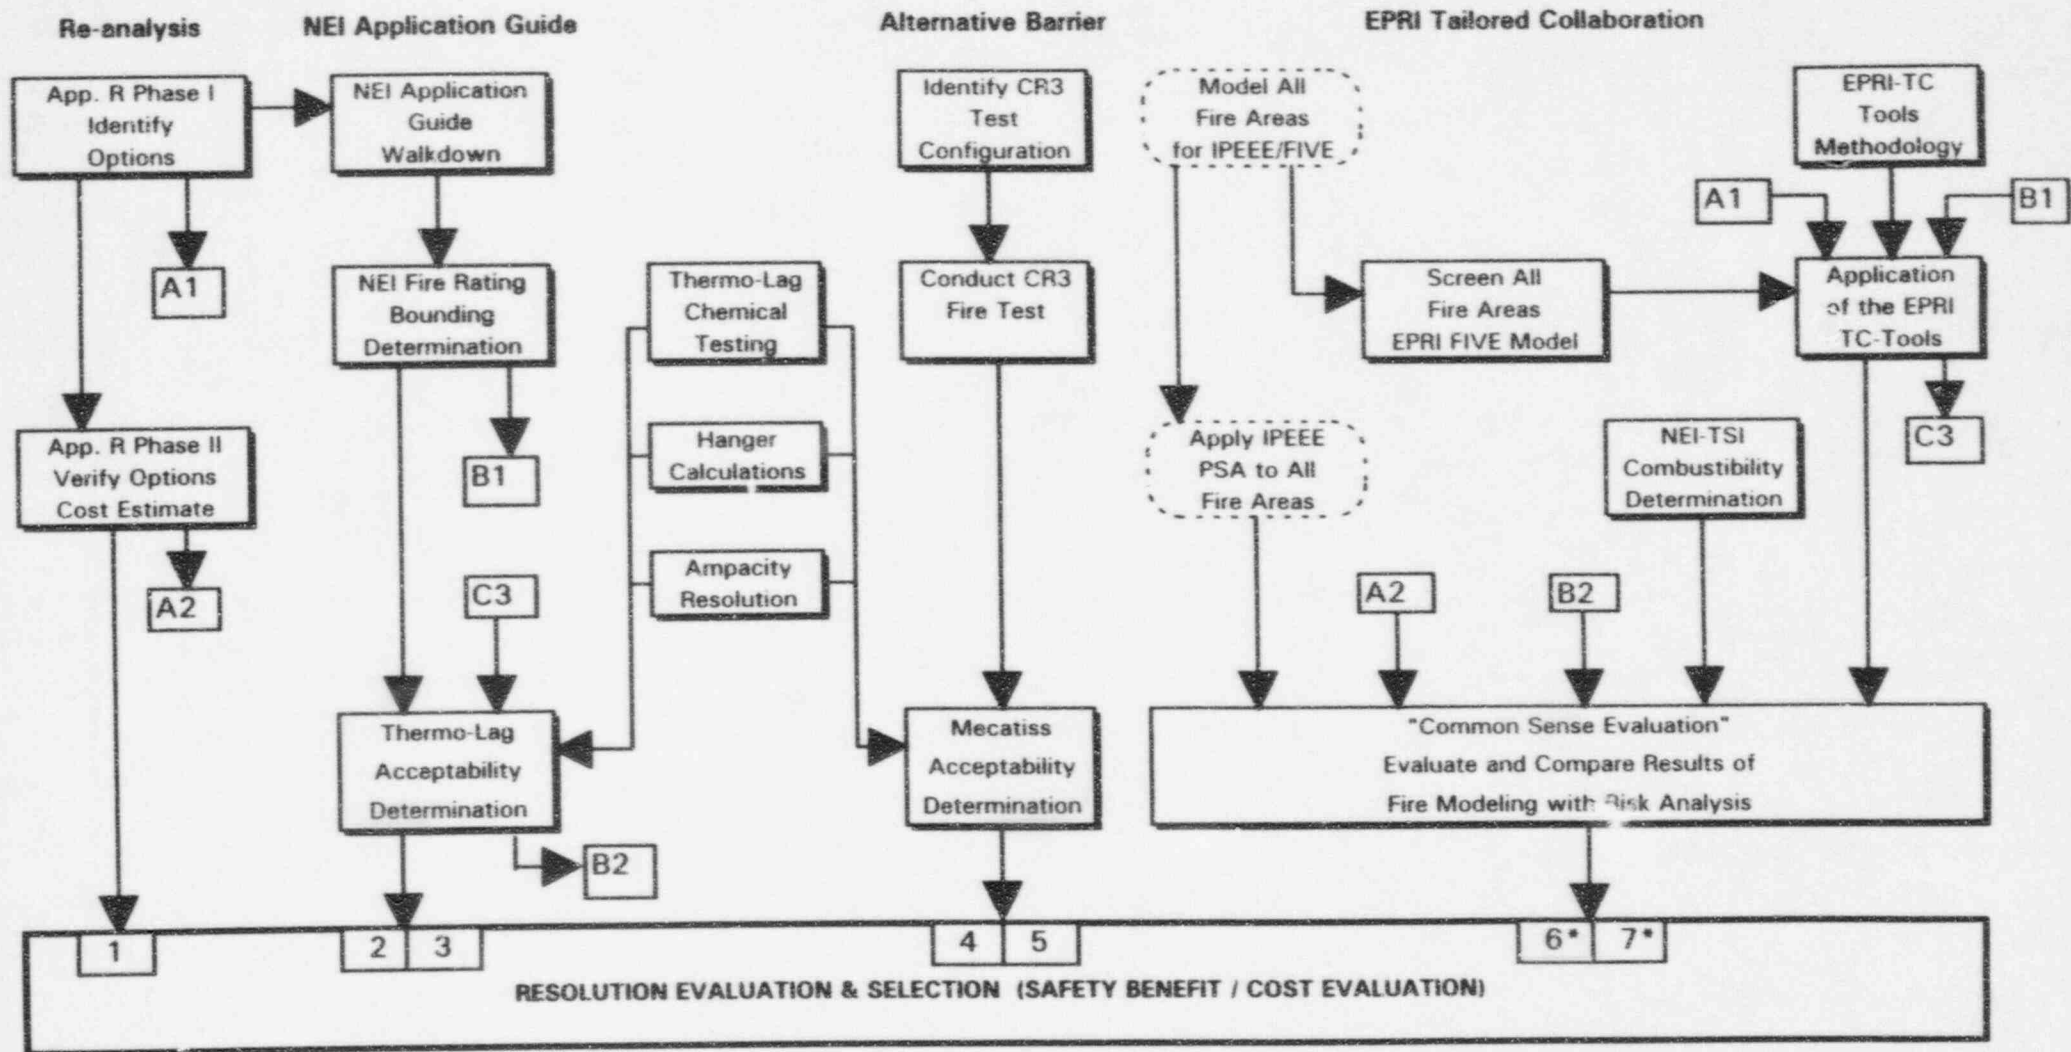 Re-analysis
NEI Application Guide
Alternative Barrier
EPRI Tailored Collaboration
App. R Phase I
Identify
Options
NEI Application
Guide
Walkdown
Identify CR3
Test
Configuration
Model All
Fire Areas
for IPEEE/FIVE
EPRI-TC
Tools
Methodology
A1
B1
A1
NEI Fire Rating
Bounding
Determination
Thermo-Lag
Chemical
Testing
Conduct CR3
Fire Test
Screen All
Fire Areas
EPRI FIVE Model
Application
of the EPRI
TC-Tools
App. R Phase II
Verify Options
Cost Estimate
B1
Hanger
Calculations
Apply IPEEE
PSA to All
Fire Areas
NEI-TSI
Combustibility
Determination
C3
A2
C3
Ampacity
Resolution
A2
B2
Thermo-Lag
Acceptability
Determination
Mecatiss
Acceptability
Determination
"Common Sense Evaluation"
Evaluate and Compare Results of
Fire Modeling with Risk Analysis
B2
1
2
3
4
5
6*
7*
RESOLUTION EVALUATION & SELECTION (SAFETY BENEFIT / COST EVALUATION)